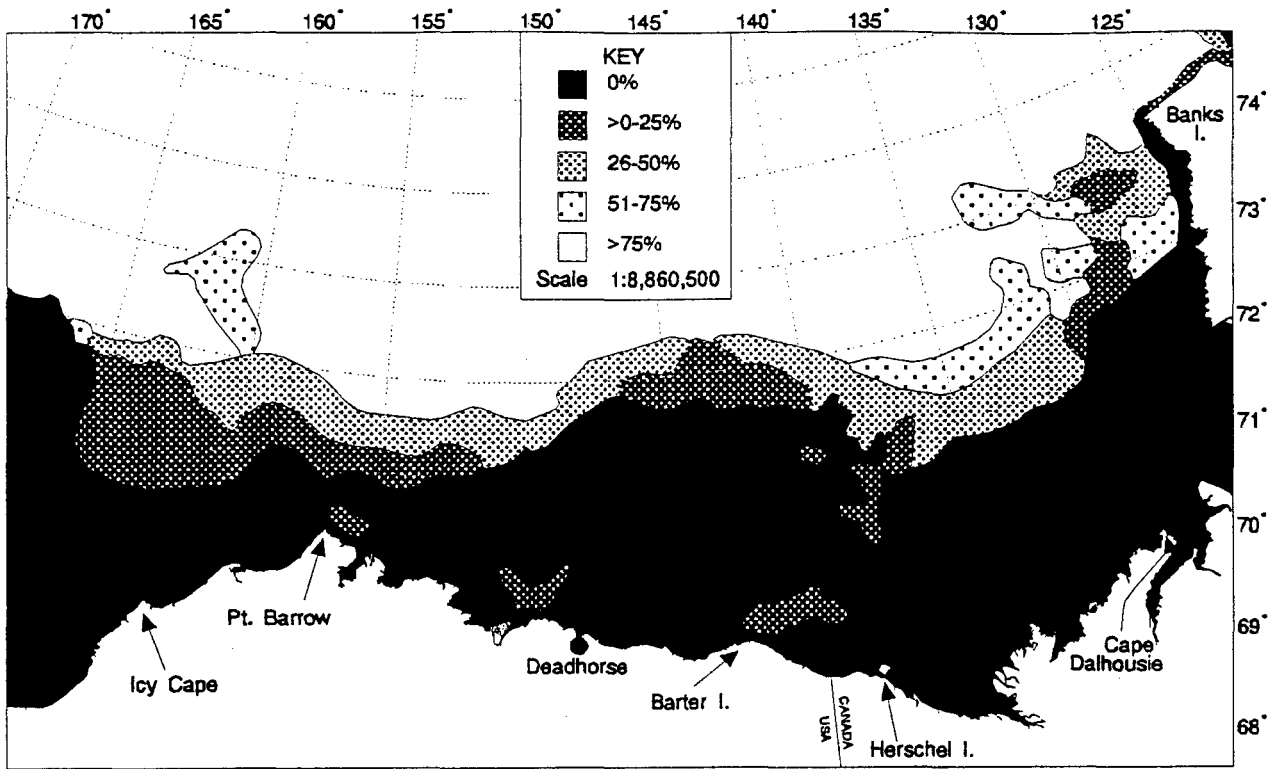 170° 165° 160° 155° 150° 145° 140° 135° 130° 125°
KEY
0%
>0-25%
26-50%
51-75%
>75%
Scale 1:8,860,500
74°
Banks
I.
73°
72°
71°
70°
69°
68°
Pt. Barrow
Icy Cape
Deadhorse
Barter I.
CANADA
USA
Herschel I.
Cape
Dalhousie